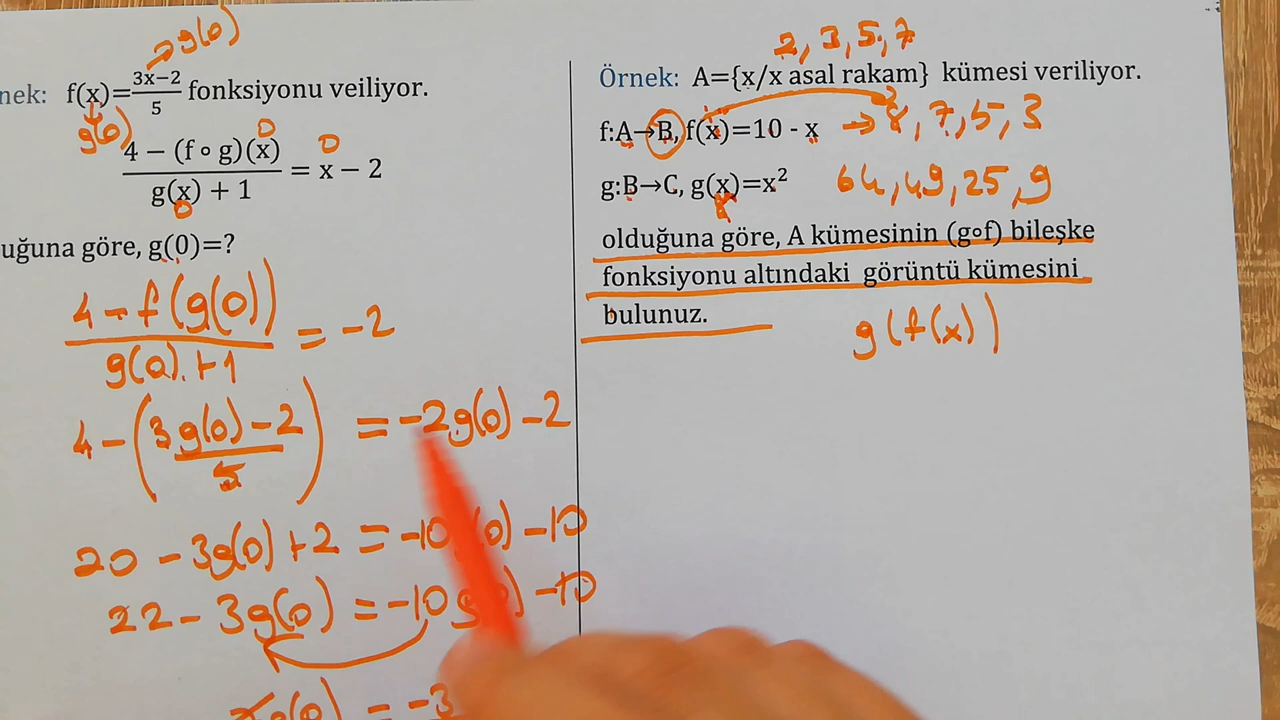 g(0)
nek: f(x)=3x−2/5 fonksiyonu veiliyor.
g(0)
0 0
4 − (f ∘ g)(x) / g(x) + 1 = x − 2
0
uğuna göre, g(0)=?
4 - f(g(0)) / g(0) + 1 = -2
4 - (3g(0) - 2 / 5) = -2g(0) - 2
20 - 3g(0) + 2 = -10 (0) - 10
22 - 3g(0) = -10g(0) - 10
g(0) = -3
2, 3, 5, 7
Örnek: A={x/x asal rakam} kümesi veriliyor.
f:A→B, f(x)=10 - x → 8, 7, 5, 3
g:B→C, g(x)=x² 64, 49, 25, 9
olduğuna göre, A kümesinin (g∘f) bileşke
fonksiyonu altındaki görüntü kümesini
bulunuz.
g(f(x))